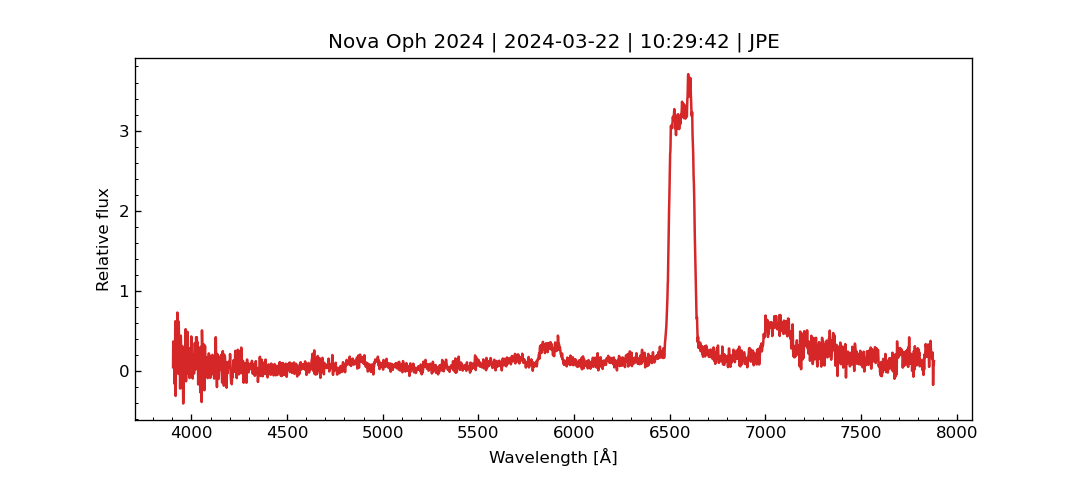 Nova Oph 2024 | 2024-03-22 | 10:29:42 | JPE
Relative flux
3
2
1
0
4000 4500 5000 5500 6000 6500 7000 7500 8000
Wavelength [Å]